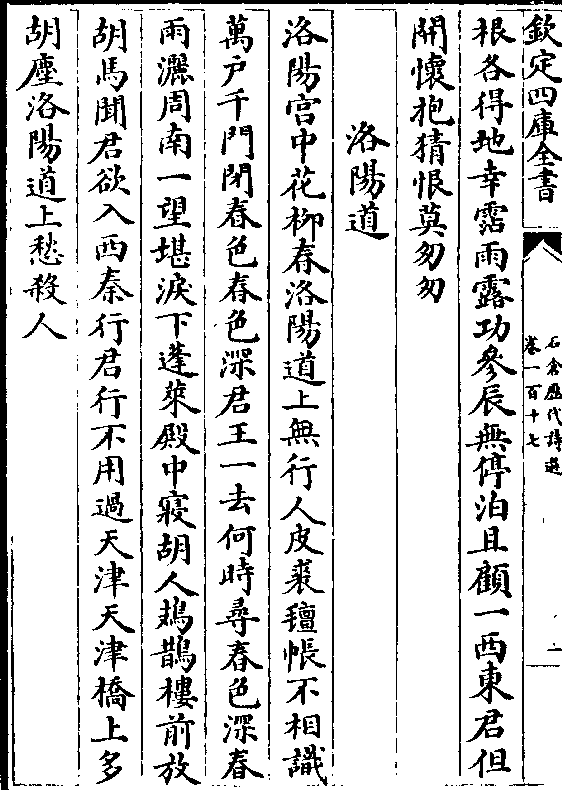 欽定四庫全書
石倉歴代詩選
卷一百十七
根各得地幸霑雨露功參辰無停泊且顧一西東君但
開懷抱猜恨莫匆匆
洛陽道
洛陽宫中花柳春洛陽道上無行人皮裘氊帳不相識
萬户千門閉春色春色深君王一去何時尋春色深春
雨灑周南一望堪淚下蓬萊殿中寢胡人鳷鵲樓前放
胡馬聞君欲入西秦行君行不用過天津天津橋上多
胡塵洛陽道上愁殺人